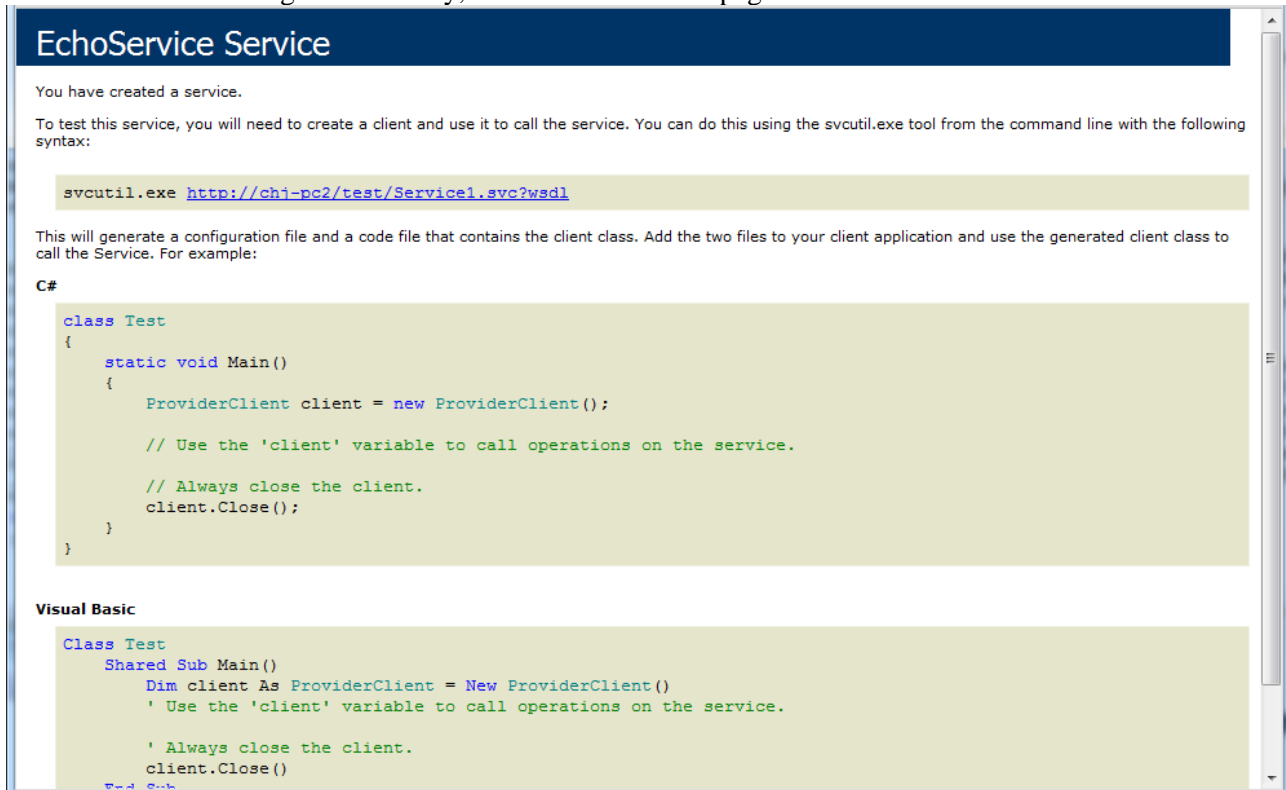 EchoService Service
You have created a service.
To test this service, you will need to create a client and use it to call the service. You can do this using the svcutil.exe tool from the command line with the following
syntax:
svcutil.exe http://chj-pc2/test/Service1.svc?wsdl
This will generate a configuration file and a code file that contains the client class. Add the two files to your client application and use the generated client class to
call the Service. For example:
C#
class Test
{
static void Main()
{
ProviderClient client = new ProviderClient();
// Use the 'client' variable to call operations on the service.
// Always close the client.
client.Close();
}
}
Visual Basic
Class Test
Shared Sub Main()
Dim client As ProviderClient = New ProviderClient()
' Use the 'client' variable to call operations on the service.
' Always close the client.
client.Close()
End Sub